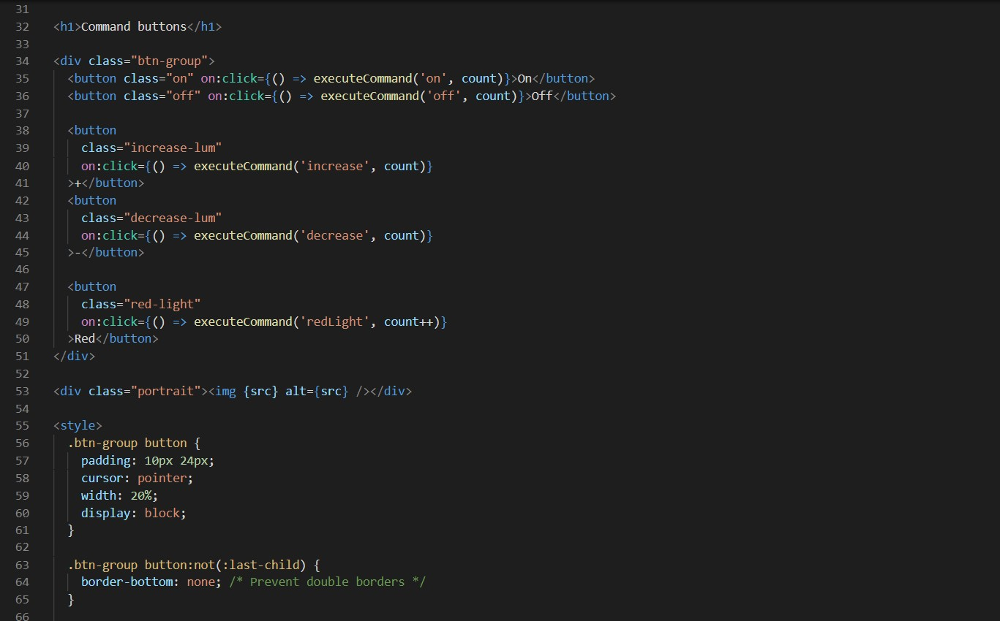 31
32 <h1>Command buttons</h1>
33
34 <div class="btn-group">
35 <button class="on" on:click={() => executeCommand('on', count)}>On</button>
36 <button class="off" on:click={() => executeCommand('off', count)}>Off</button>
37
38 <button
39 class="increase-lum"
40 on:click={() => executeCommand('increase', count)}
41 >+</button>
42 <button
43 class="decrease-lum"
44 on:click={() => executeCommand('decrease', count)}
45 >-</button>
46
47 <button
48 class="red-light"
49 on:click={() => executeCommand('redLight', count++)}
50 >Red</button>
51 </div>
52
53 <div class="portrait"><img {src} alt={src} /></div>
54
55 <style>
56 .btn-group button {
57 padding: 10px 24px;
58 cursor: pointer;
59 width: 20%;
60 display: block;
61 }
62
63 .btn-group button:not(:last-child) {
64 border-bottom: none; /* Prevent double borders */
65 }
66